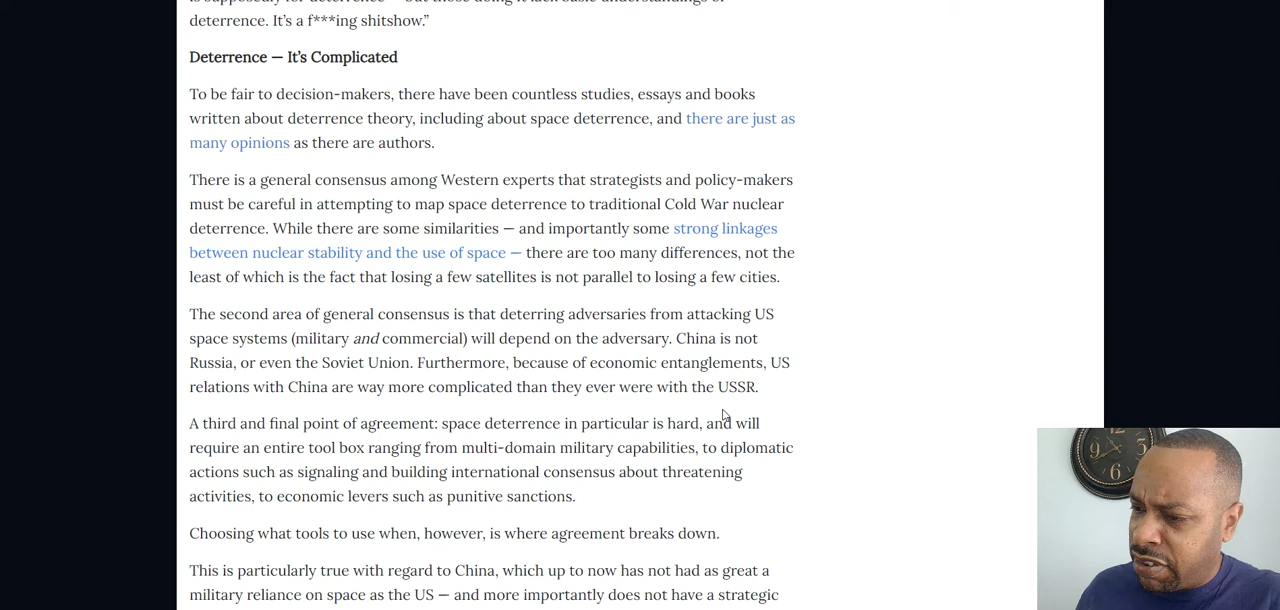 deterrence. It's a f***ing shitshow.”
Deterrence — It's Complicated
To be fair to decision-makers, there have been countless studies, essays and books
written about deterrence theory, including about space deterrence, and there are just as
many opinions as there are authors.
There is a general consensus among Western experts that strategists and policy-makers
must be careful in attempting to map space deterrence to traditional Cold War nuclear
deterrence. While there are some similarities — and importantly some strong linkages
between nuclear stability and the use of space — there are too many differences, not the
least of which is the fact that losing a few satellites is not parallel to losing a few cities.
The second area of general consensus is that deterring adversaries from attacking US
space systems (military and commercial) will depend on the adversary. China is not
Russia, or even the Soviet Union. Furthermore, because of economic entanglements, US
relations with China are way more complicated than they ever were with the USSR.
A third and final point of agreement: space deterrence in particular is hard, and will
require an entire tool box ranging from multi-domain military capabilities, to diplomatic
actions such as signaling and building international consensus about threatening
activities, to economic levers such as punitive sanctions.
Choosing what tools to use when, however, is where agreement breaks down.
This is particularly true with regard to China, which up to now has not had as great a
military reliance on space as the US — and more importantly does not have a strategic
9 3 6